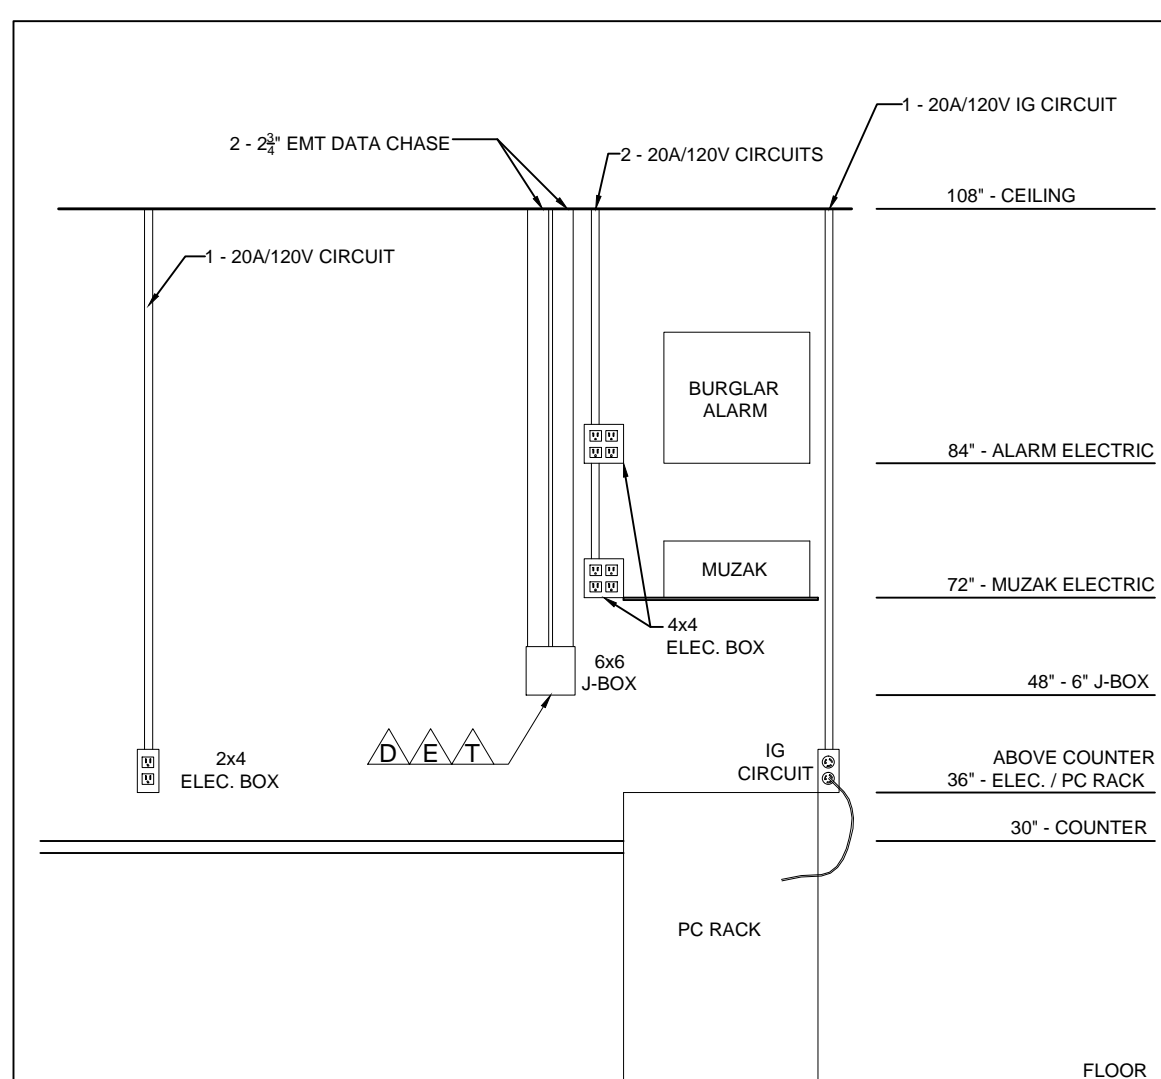 1 - 20A/120V IG CIRCUIT
2 - 2¾" EMT DATA CHASE
2 - 20A/120V CIRCUITS
108" - CEILING
1 - 20A/120V CIRCUIT
BURGLAR
ALARM
84" - ALARM ELECTRIC
MUZAK
72" - MUZAK ELECTRIC
4x4
ELEC. BOX
6x6
J-BOX
48" - 6" J-BOX
D E T
2x4
ELEC. BOX
IG
CIRCUIT
ABOVE COUNTER
36" - ELEC. / PC RACK
30" - COUNTER
PC RACK
FLOOR